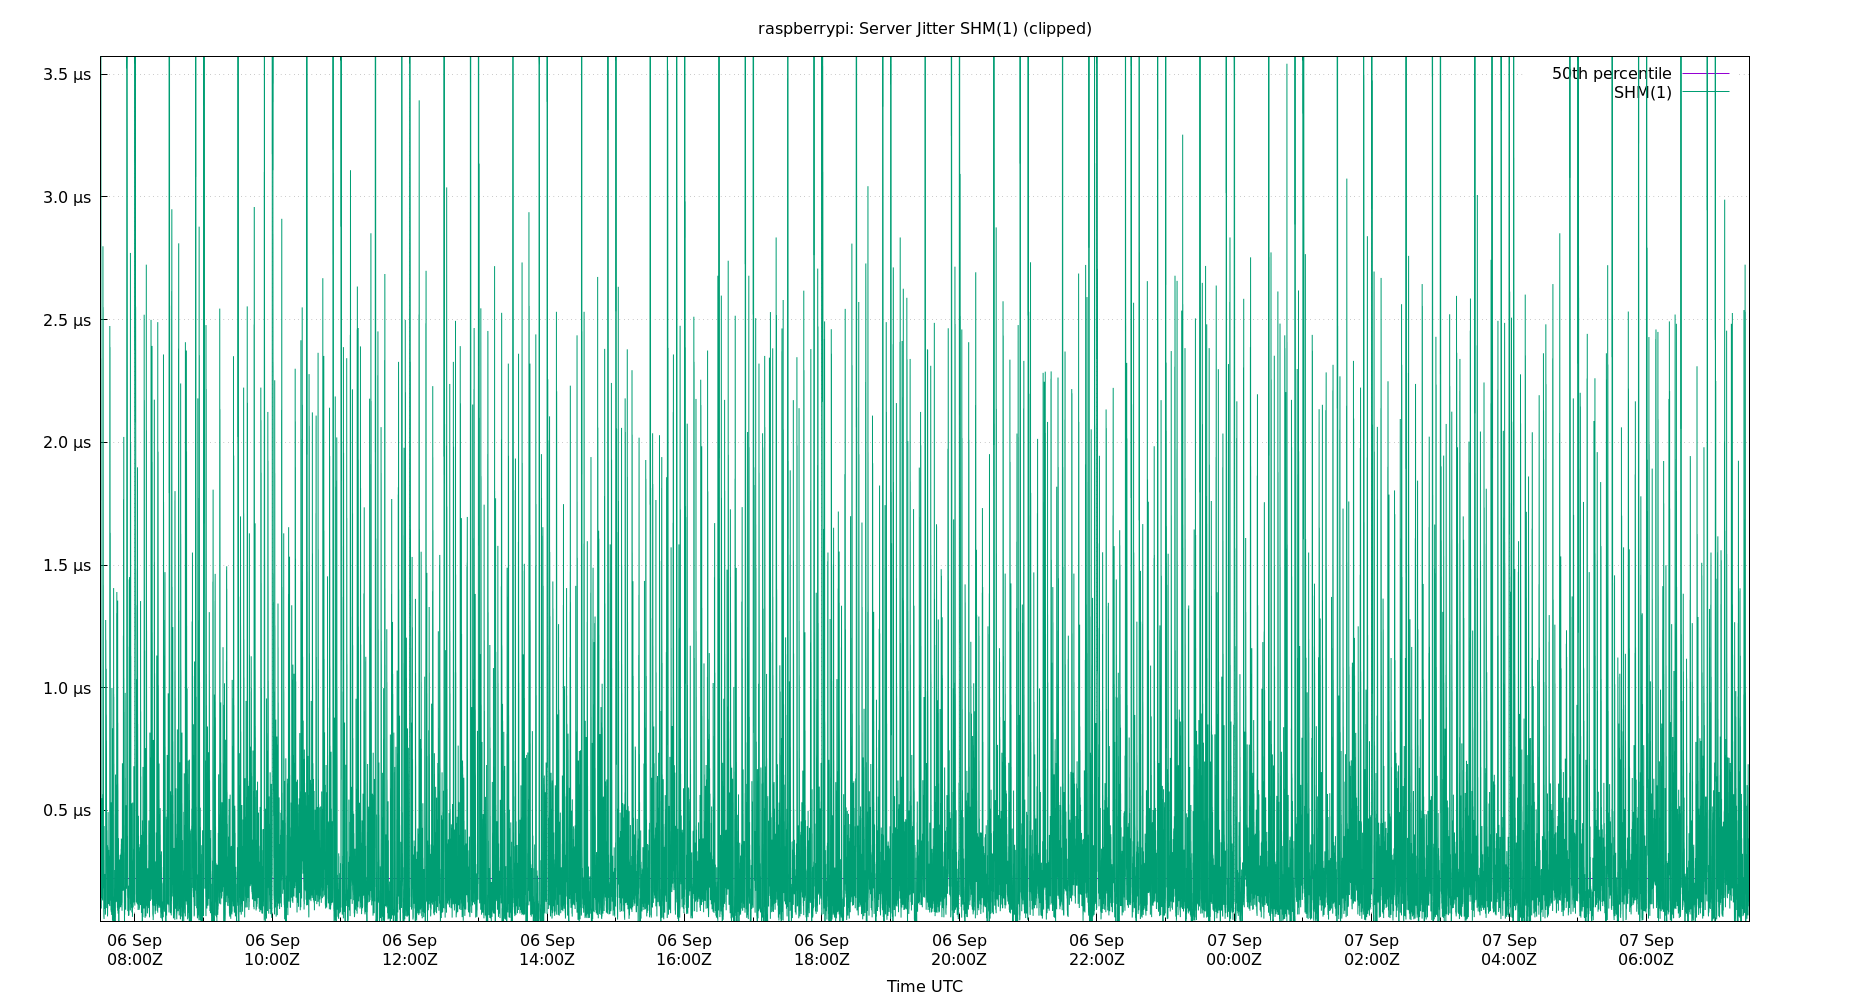 raspberrypi: Server Jitter SHM(1) (clipped)
50th percentile
SHM(1)
3.5 µs
3.0 µs
2.5 µs
2.0 µs
1.5 µs
1.0 µs
0.5 µs
06 Sep 06 Sep 06 Sep 06 Sep 06 Sep 06 Sep 06 Sep 06 Sep 07 Sep 07 Sep 07 Sep 07 Sep
08:00Z 10:00Z 12:00Z 14:00Z 16:00Z 18:00Z 20:00Z 22:00Z 00:00Z 02:00Z 04:00Z 06:00Z
Time UTC